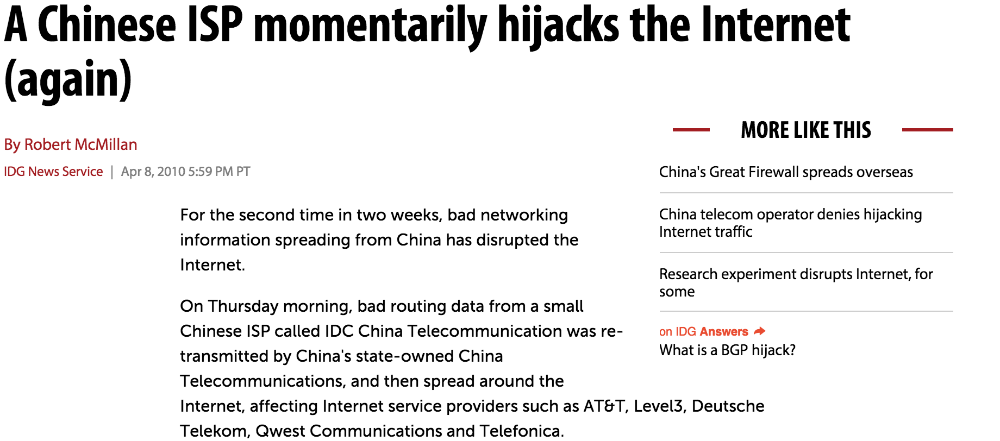 A Chinese ISP momentarily hijacks the Internet
(again)
By Robert McMillan
IDG News Service | Apr 8, 2010 5:59 PM PT
For the second time in two weeks, bad networking
information spreading from China has disrupted the
Internet.
On Thursday morning, bad routing data from a small
Chinese ISP called IDC China Telecommunication was re-
transmitted by China's state-owned China
Telecommunications, and then spread around the
Internet, affecting Internet service providers such as AT&T, Level3, Deutsche
Telekom, Qwest Communications and Telefonica.
MORE LIKE THIS
China's Great Firewall spreads overseas
China telecom operator denies hijacking
Internet traffic
Research experiment disrupts Internet, for
some
on IDG Answers
What is a BGP hijack?